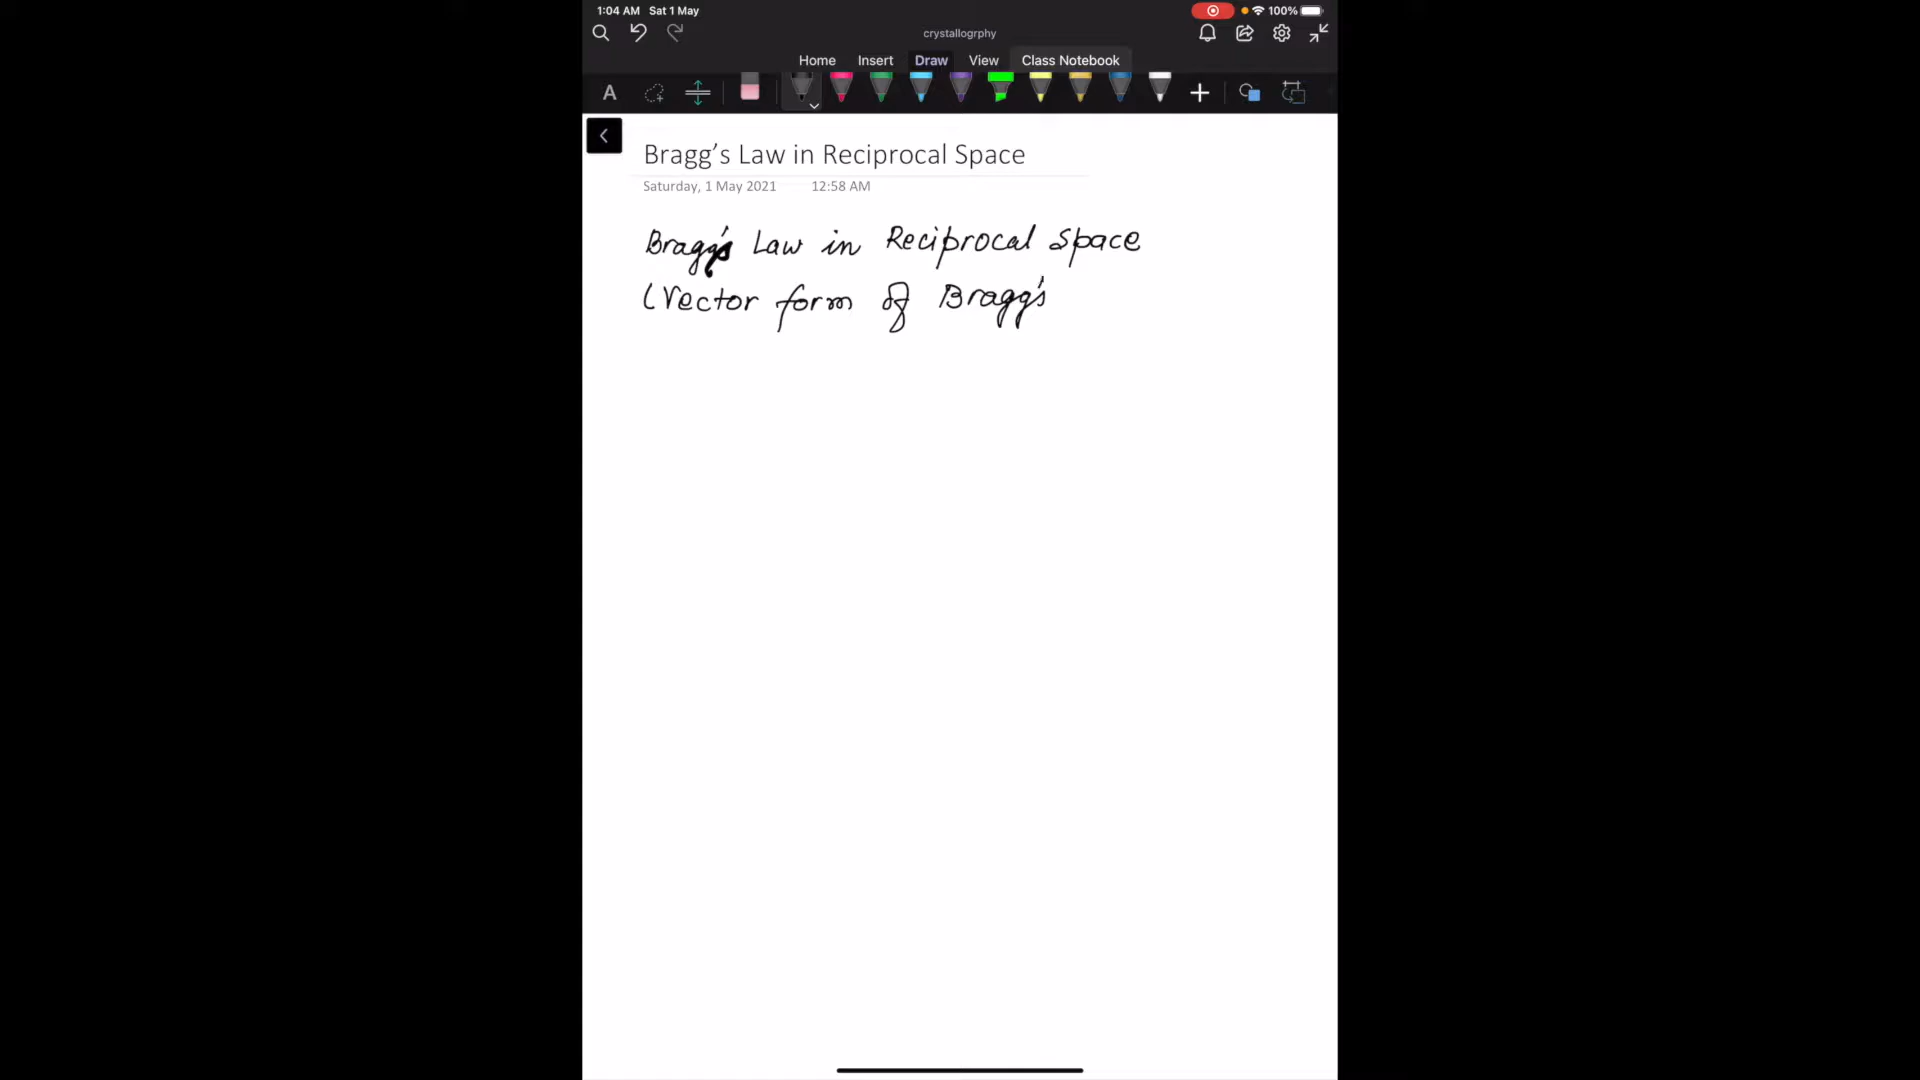 1:04 AM Sat 1 May
100%
crystallogrphy
Home Insert Draw View Class Notebook
A
Bragg’s Law in Reciprocal Space
Saturday, 1 May 2021 12:58 AM
Bragg's Law in Reciprocal Space
(Vector form of Bragg's